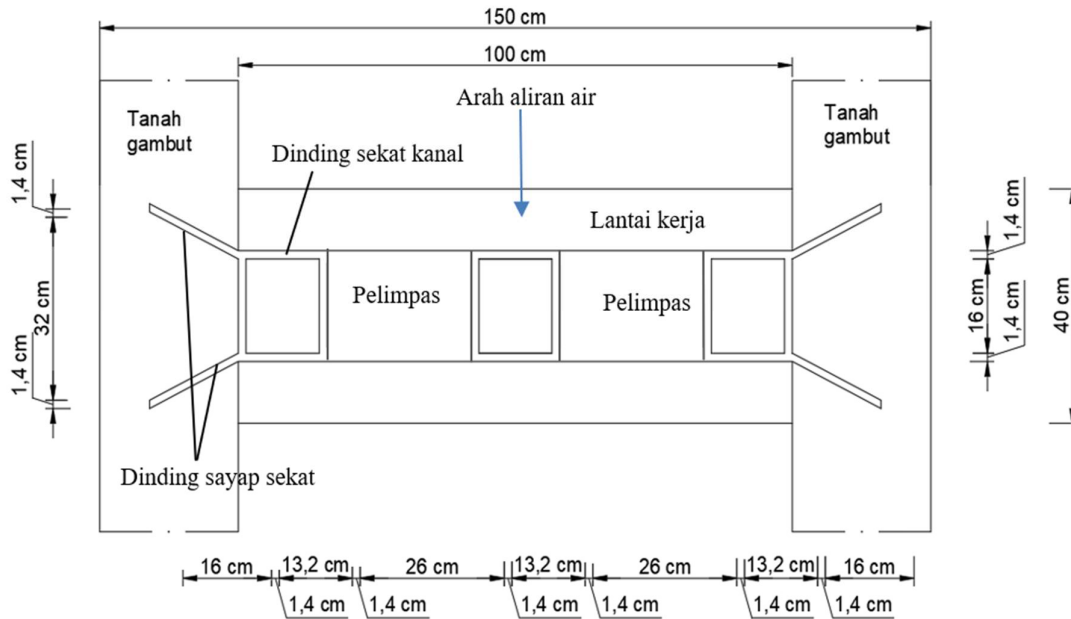 150 cm
100 cm
Arah aliran air
Tanah
gambut
Tanah
gambut
Dinding sekat kanal
1,4 cm
Lantai kerja
1,4 cm
32 cm
Pelimpas
Pelimpas
16 cm
40 cm
1,4 cm
1,4 cm
Dinding sayap sekat
16 cm
13,2 cm
26 cm
13,2 cm
26 cm
13,2 cm
16 cm
1,4 cm
1,4 cm
1,4 cm
1,4 cm
1,4 cm
1,4 cm